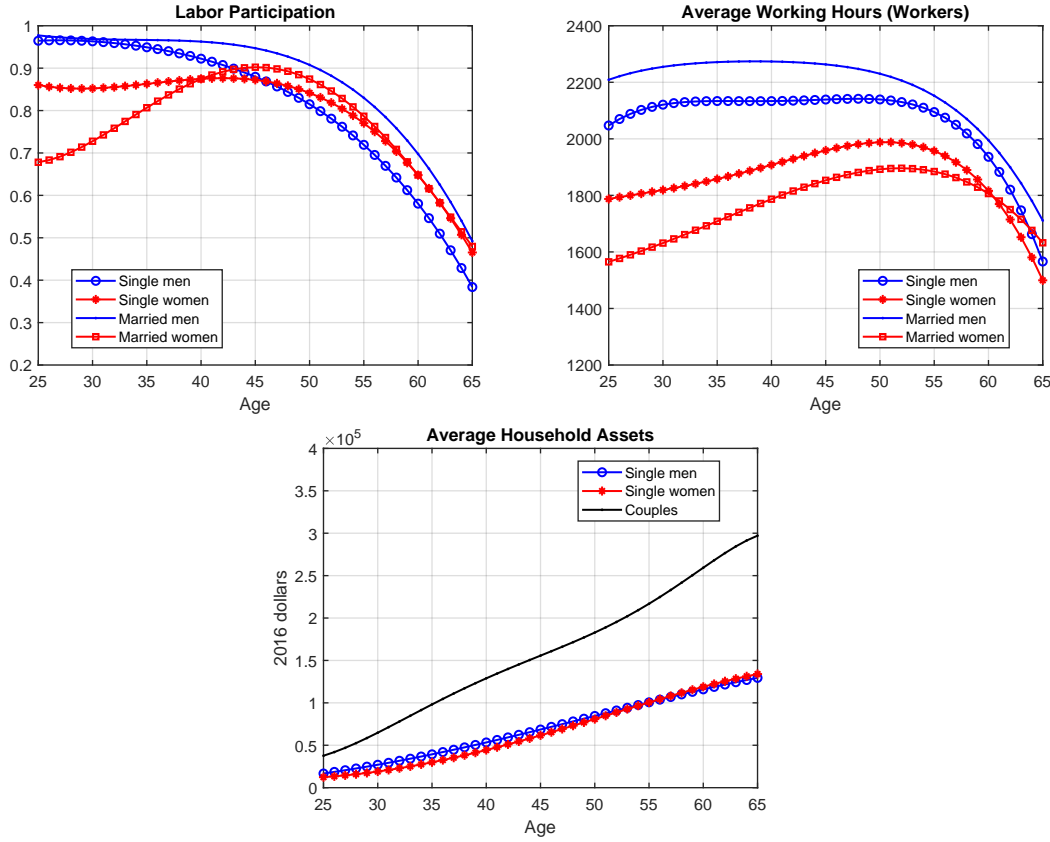 Labor Participation
1
0.9
0.8
0.7
0.6
0.5
0.4
0.3
0.2
25 30 35 40 45 50 55 60 65
Age
Single men
Single women
Married men
Married women
Average Working Hours (Workers)
2400
2200
2000
1800
1600
1400
1200
25 30 35 40 45 50 55 60 65
Age
Single men
Single women
Married men
Married women
Average Household Assets
×10⁵
4
3.5
3
2.5
2
1.5
1
0.5
0
2016 dollars
25 30 35 40 45 50 55 60 65
Age
Single men
Single women
Couples